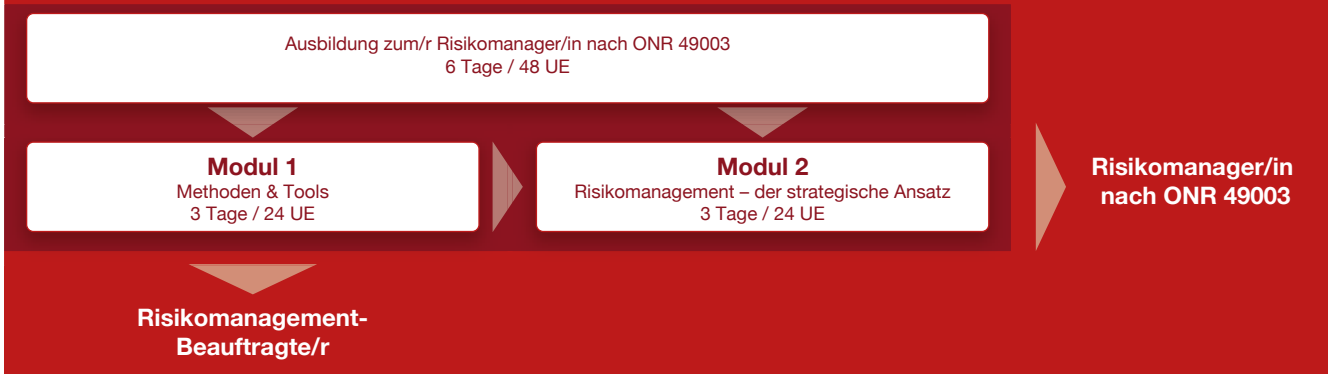 Ausbildung zum/r Risikomanager/in nach ONR 49003
6 Tage / 48 UE
Modul 1
Methoden & Tools
3 Tage / 24 UE
Modul 2
Risikomanagement – der strategische Ansatz
3 Tage / 24 UE
Risikomanager/in
nach ONR 49003
Risikomanagement-
Beauftragte/r